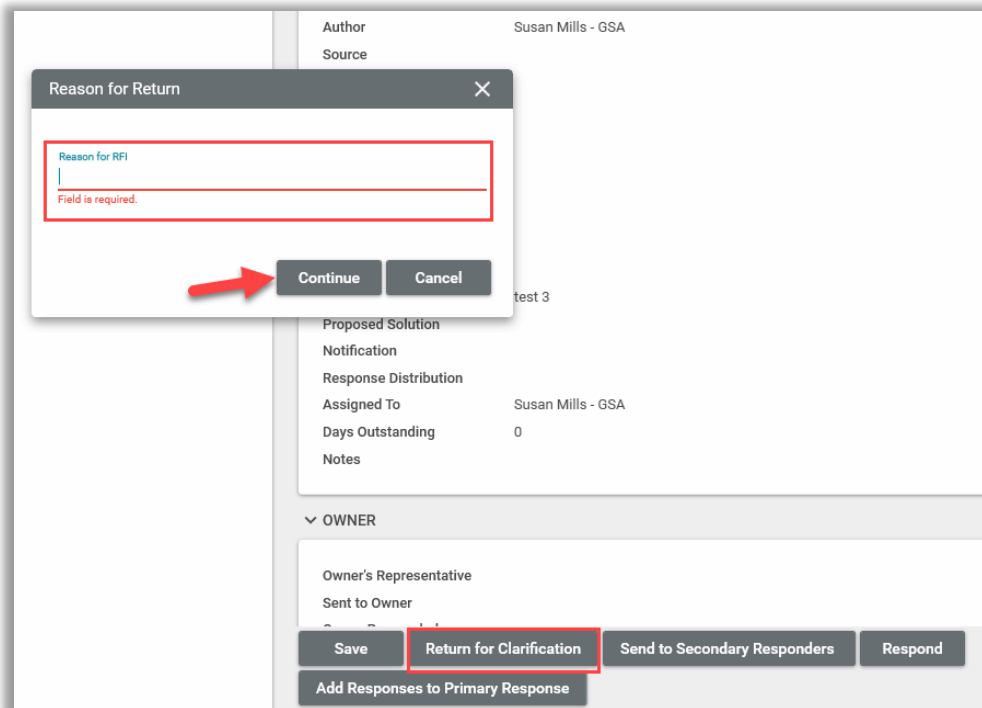 Author Susan Mills - GSA
Source
Reason for Return
Reason for RFI
Field is required.
Continue Cancel
test 3
Proposed Solution
Notification
Response Distribution
Assigned To Susan Mills - GSA
Days Outstanding 0
Notes
OWNER
Owner's Representative
Sent to Owner
Save Return for Clarification Send to Secondary Responders Respond
Add Responses to Primary Response